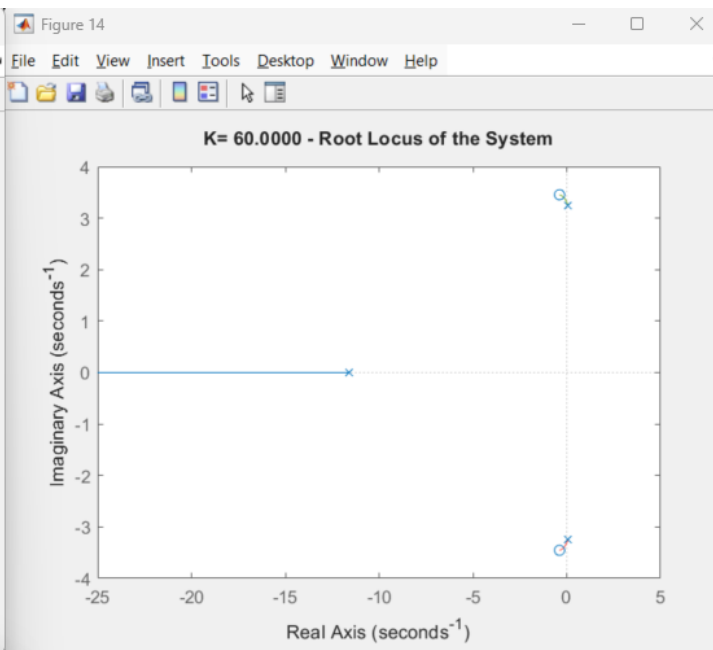 Figure 14
File Edit View Insert Tools Desktop Window Help
K= 60.0000 - Root Locus of the System
4
3
2
1
0
-1
-2
-3
-4
Imaginary Axis (seconds⁻¹)
-25 -20 -15 -10 -5 0 5
Real Axis (seconds⁻¹)